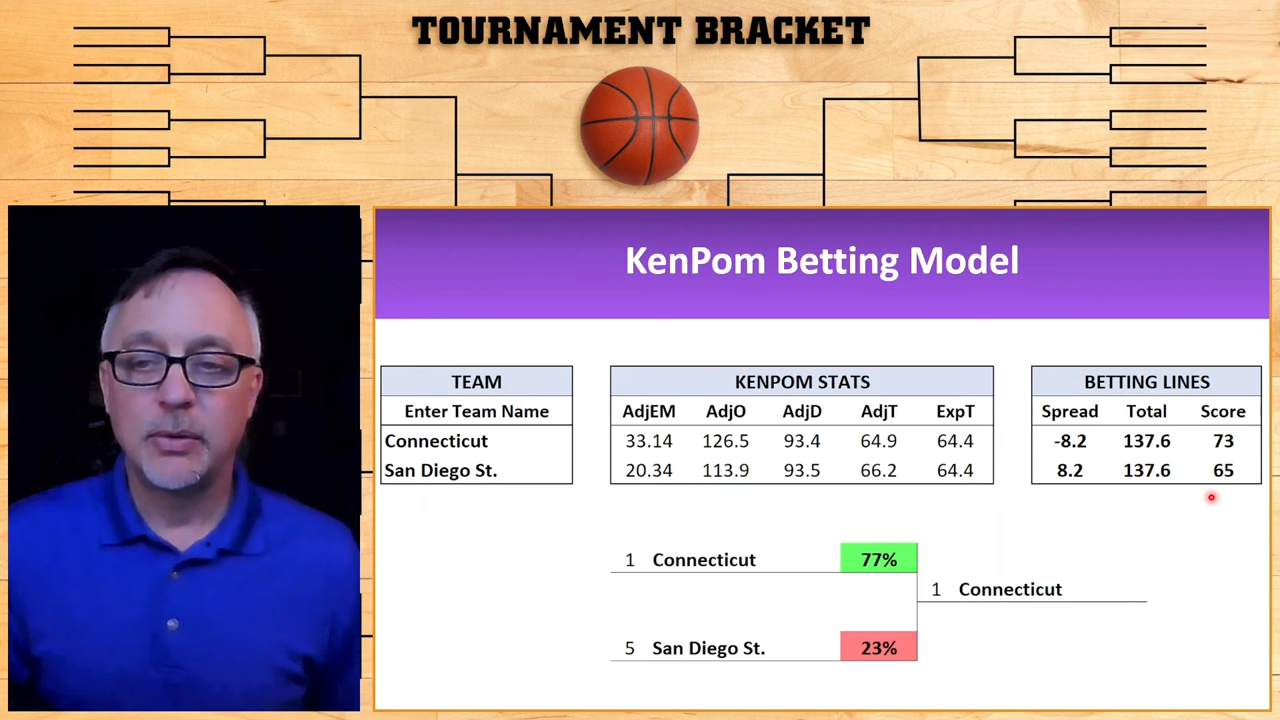 TOURNAMENT BRACKET
KenPom Betting Model
TEAM KENPOM STATS BETTING LINES
Enter Team Name AdjEM AdjO AdjD AdjT ExpT Spread Total Score
Connecticut 33.14 126.5 93.4 64.9 64.4 -8.2 137.6 73
San Diego St. 20.34 113.9 93.5 66.2 64.4 8.2 137.6 65
1 Connecticut 77%
1 Connecticut
5 San Diego St. 23%